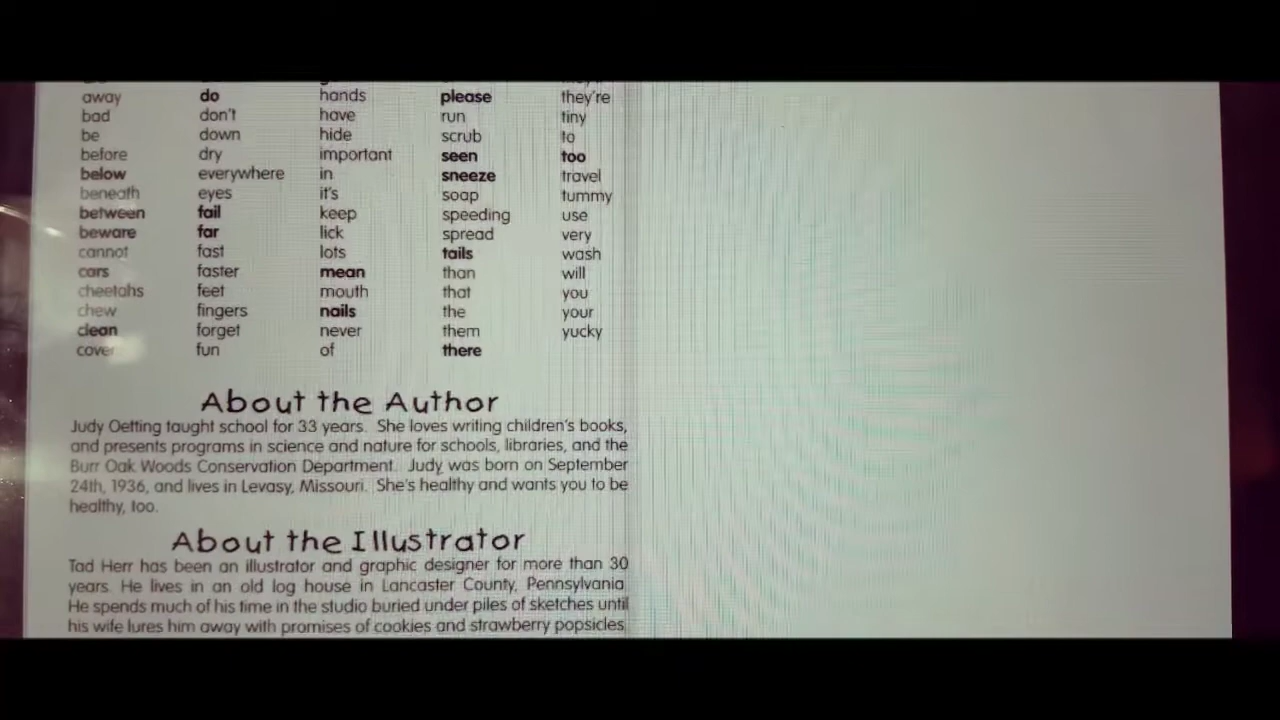 away do hands please they're
bad don't have run tiny
be down hide scrub to
before dry important seen too
below everywhere in sneeze travel
beneath eyes it's soap tummy
between fail keep speeding use
beware far lick spread very
cannot fast lots tails wash
cars faster mean than will
cheetahs feet mouth that you
chew fingers nails the your
clean forget never them yucky
cover fun of there
About the Author
Judy Oetting taught school for 33 years. She loves writing children's books,
and presents programs in science and nature for schools, libraries, and the
Burr Oak Woods Conservation Department. Judy was born on September
24th, 1936, and lives in Levasy, Missouri. She's healthy and wants you to be
healthy, too.
About the Illustrator
Tad Herr has been an illustrator and graphic designer for more than 30
years. He lives in an old log house in Lancaster County, Pennsylvania.
He spends much of his time in the studio buried under piles of sketches until
his wife lures him away with promises of cookies and strawberry popsicles.